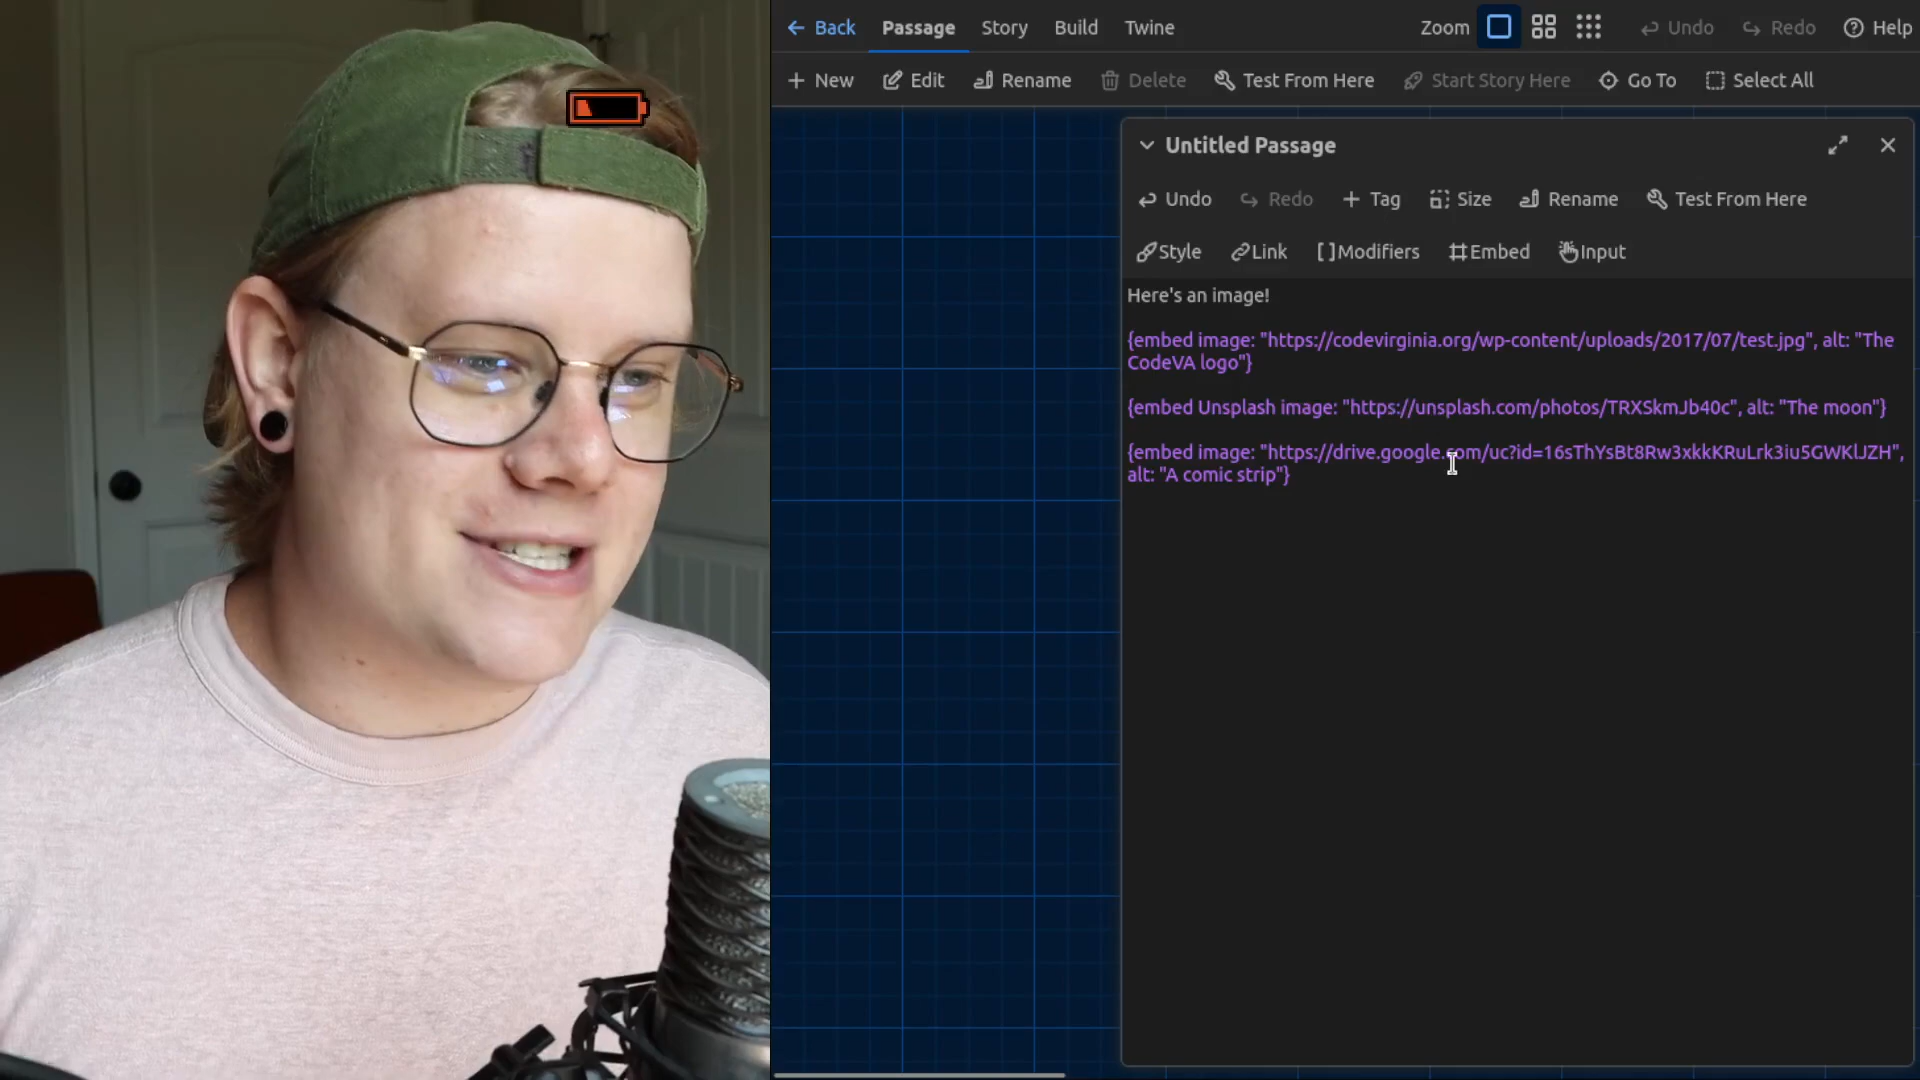 Back Passage Story Build Twine Zoom Undo Redo Help
New Edit Rename Delete Test From Here Start Story Here Go To Select All
Untitled Passage
Undo Redo Tag Size Rename Test From Here
Style Link [ ]Modifiers Embed Input
Here's an image!
{embed image: "https://codevirginia.org/wp-content/uploads/2017/07/test.jpg", alt: "The
CodeVA logo"}
{embed Unsplash image: "https://unsplash.com/photos/TRXSkmJb40c", alt: "The moon"}
{embed image: "https://drive.google.com/uc?id=16sThYsBt8Rw3xkkKRuLrk3iu5GWKlJZH",
alt: "A comic strip"}